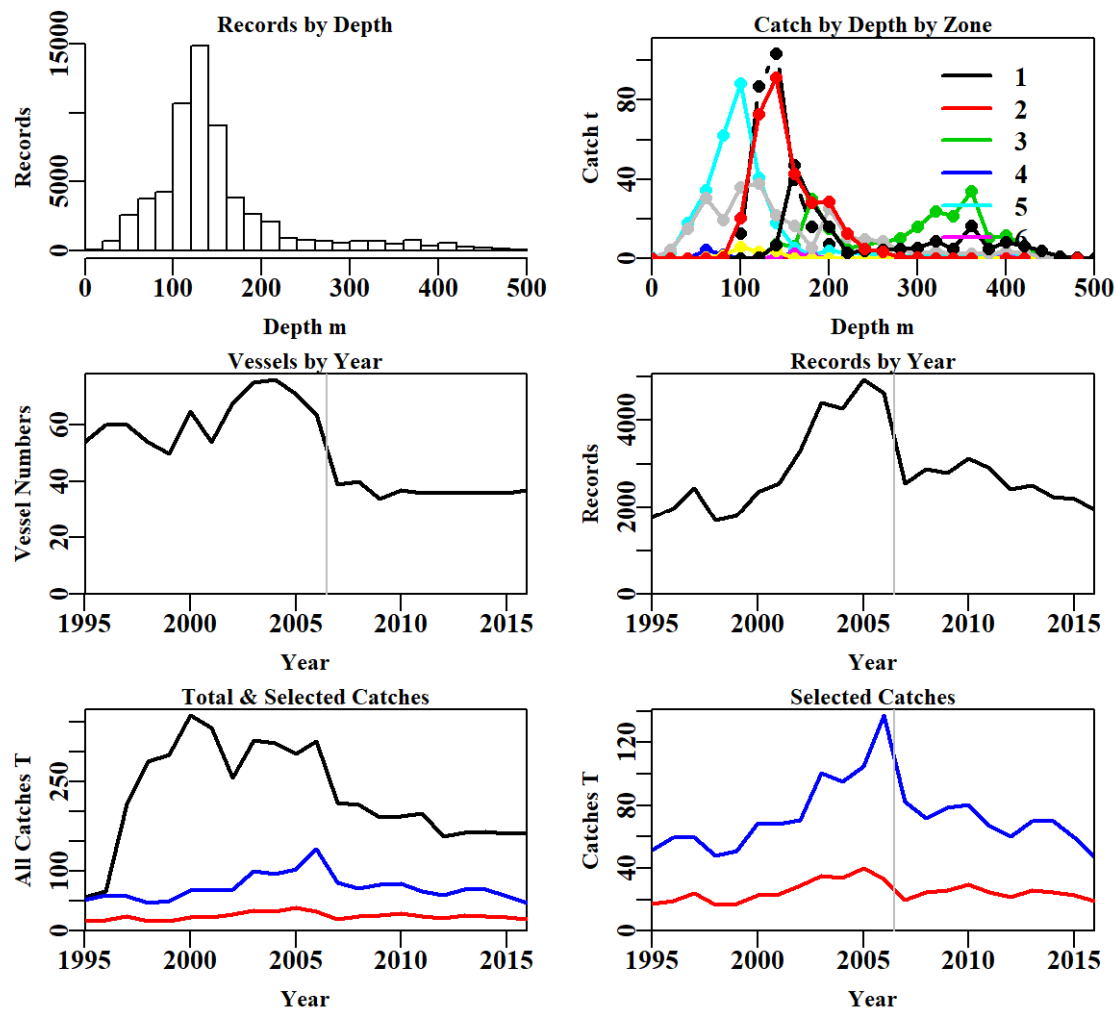 Records by Depth
Records
0 5000 15000
0 100 200 300 400 500
Depth m
Catch by Depth by Zone
Catch t
0 40 80
1
2
3
4
5
6
0 100 200 300 400 500
Depth m
Vessels by Year
Vessel Numbers
0 20 40 60
1995 2000 2005 2010 2015
Year
Records by Year
Records
0 2000 4000
1995 2000 2005 2010 2015
Year
Total & Selected Catches
All Catches T
0 100 250
1995 2000 2005 2010 2015
Year
Selected Catches
Catches T
0 40 80 120
1995 2000 2005 2010 2015
Year